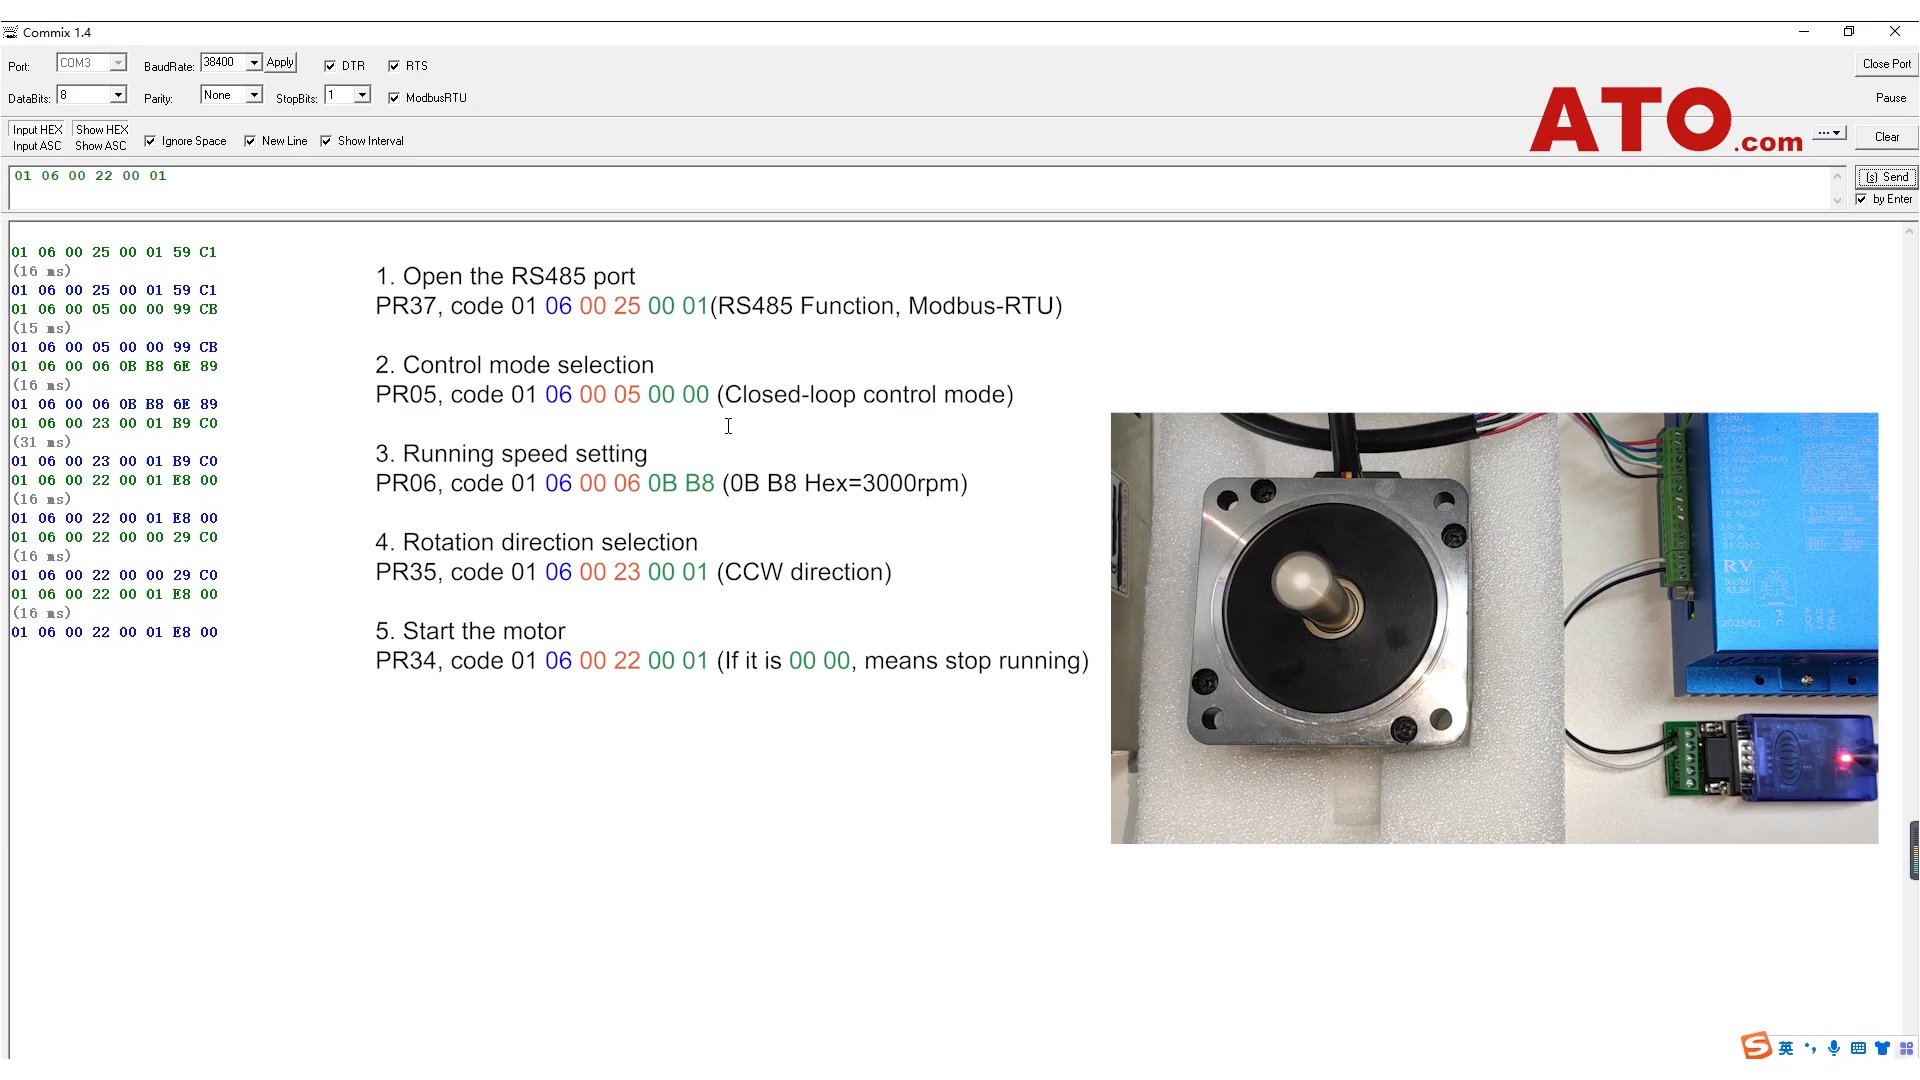 Commix 1.4
Port: COM3 BaudRate: 38400 Apply DTR RTS Close Port
DataBits: 8 Parity: None StopBits: 1 ModbusRTU Pause
ATO.com
Input HEX Show HEX
Input ASC Show ASC Ignore Space New Line Show Interval ... Clear
01 06 00 22 00 01
[s] Send
by Enter
01 06 00 25 00 01 59 C1
(16 ms)
01 06 00 25 00 01 59 C1
01 06 00 05 00 00 99 CB
(15 ms)
01 06 00 05 00 00 99 CB
01 06 00 06 0B B8 6E 89
(16 ms)
01 06 00 06 0B B8 6E 89
01 06 00 23 00 01 B9 C0
(31 ms)
01 06 00 23 00 01 B9 C0
01 06 00 22 00 01 E8 00
(16 ms)
01 06 00 22 00 01 E8 00
01 06 00 22 00 00 29 C0
(16 ms)
01 06 00 22 00 00 29 C0
01 06 00 22 00 01 E8 00
(16 ms)
01 06 00 22 00 01 E8 00
1. Open the RS485 port
PR37, code 01 06 00 25 00 01(RS485 Function, Modbus-RTU)
2. Control mode selection
PR05, code 01 06 00 05 00 00 (Closed-loop control mode)
3. Running speed setting
PR06, code 01 06 00 06 0B B8 (0B B8 Hex=3000rpm)
4. Rotation direction selection
PR35, code 01 06 00 23 00 01 (CCW direction)
5. Start the motor
PR34, code 01 06 00 22 00 01 (If it is 00 00, means stop running)
RV
RUN/
ALM
英